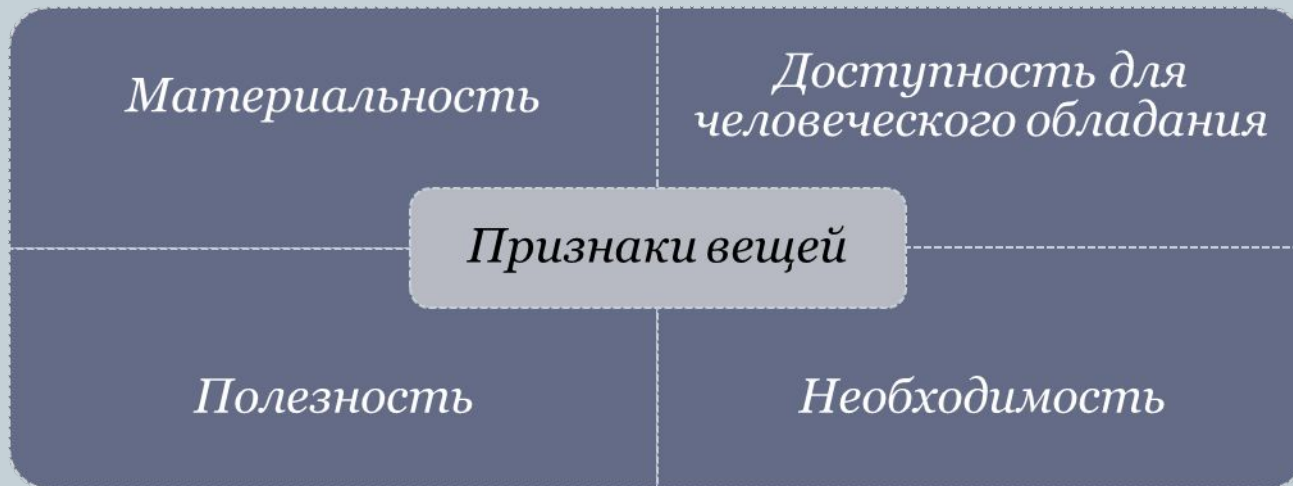 Материальность
Доступность для
человеческого обладания
Признаки вещей
Полезность
Необходимость